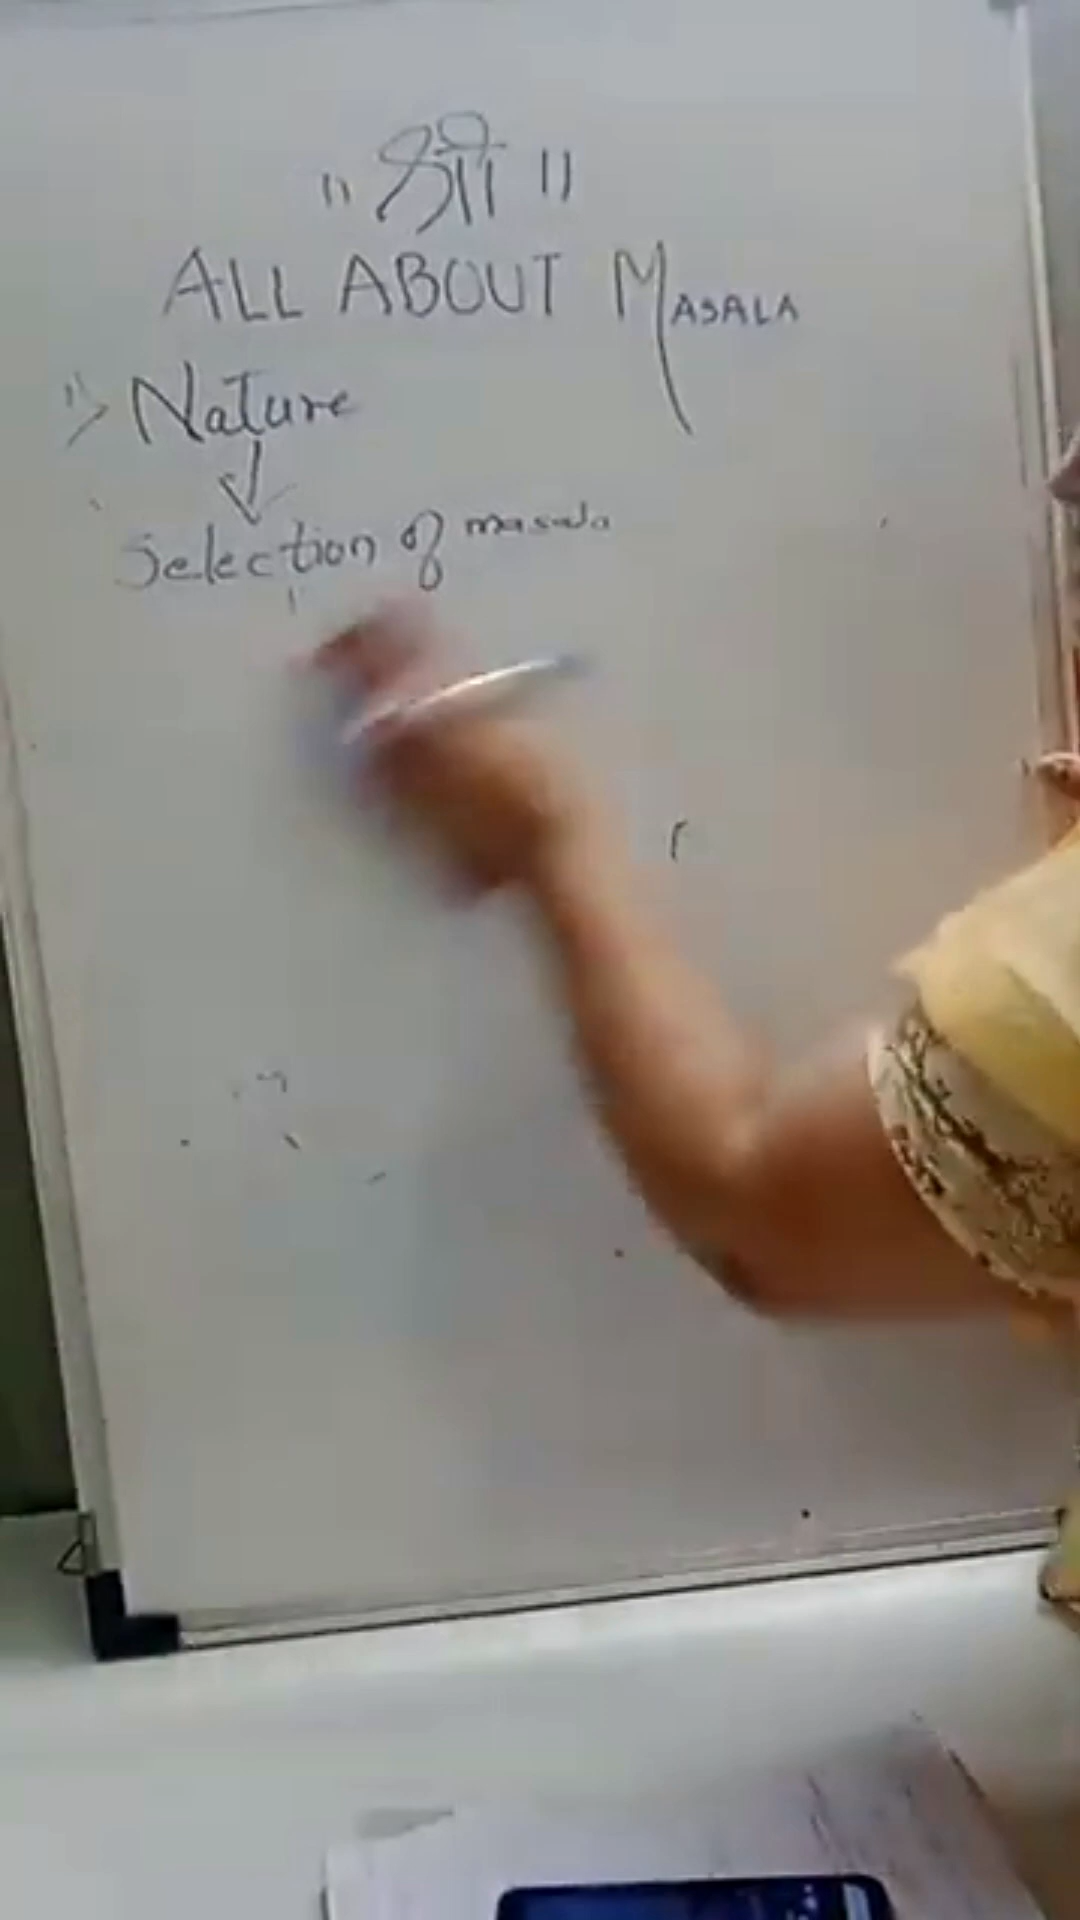 " श्री "
ALL ABOUT MASALA
1> Nature
↓
Selection of masala